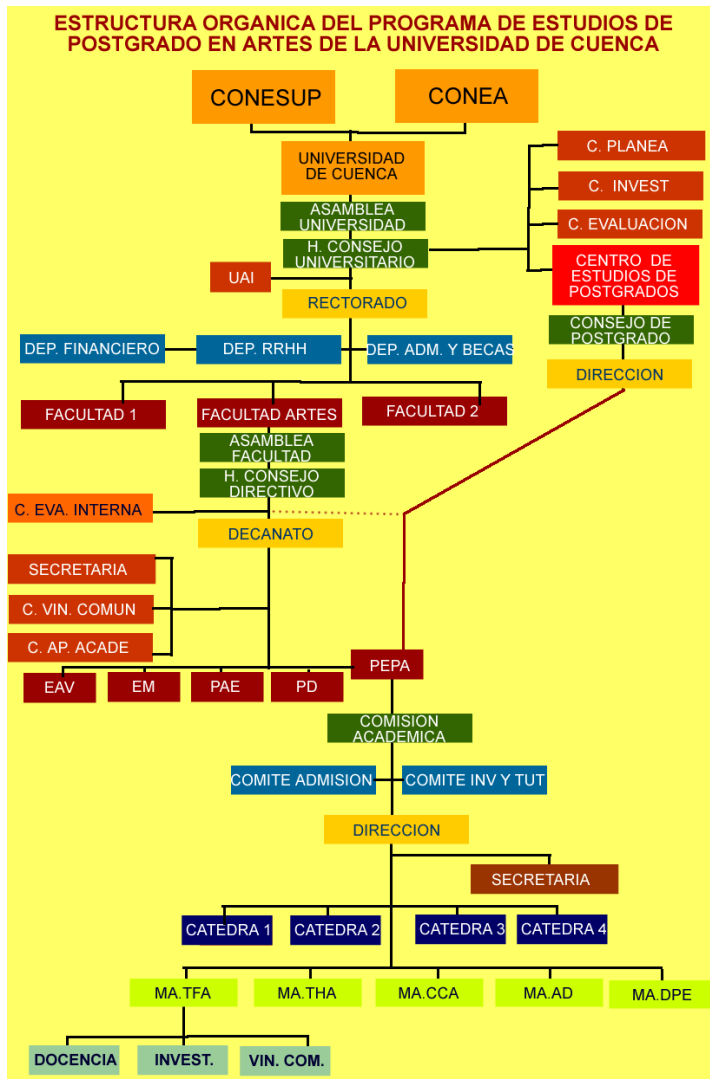 ESTRUCTURA ORGANICA DEL PROGRAMA DE ESTUDIOS DE
POSTGRADO EN ARTES DE LA UNIVERSIDAD DE CUENCA
CONESUP
CONEA
UNIVERSIDAD
DE CUENCA
C. PLANEA
C. INVEST
ASAMBLEA
UNIVERSIDAD
C. EVALUACION
H. CONSEJO
UNIVERSITARIO
CENTRO DE
ESTUDIOS DE
POSTGRADOS
UAI
RECTORADO
CONSEJO DE
POSTGRADO
DEP. FINANCIERO
DEP. RRHH
DEP. ADM. Y BECAS
DIRECCION
FACULTAD 1
FACULTAD ARTES
FACULTAD 2
ASAMBLEA
FACULTAD
H. CONSEJO
DIRECTIVO
C. EVA. INTERNA
DECANATO
SECRETARIA
C. VIN. COMUN
C. AP. ACADE
EAV
EM
PAE
PD
PEPA
COMISION
ACADEMICA
COMITE ADMISION
COMITE INV Y TUT
DIRECCION
SECRETARIA
CATEDRA 1
CATEDRA 2
CATEDRA 3
CATEDRA 4
MA.TFA
MA.THA
MA.CCA
MA.AD
MA.DPE
DOCENCIA
INVEST.
VIN. COM.